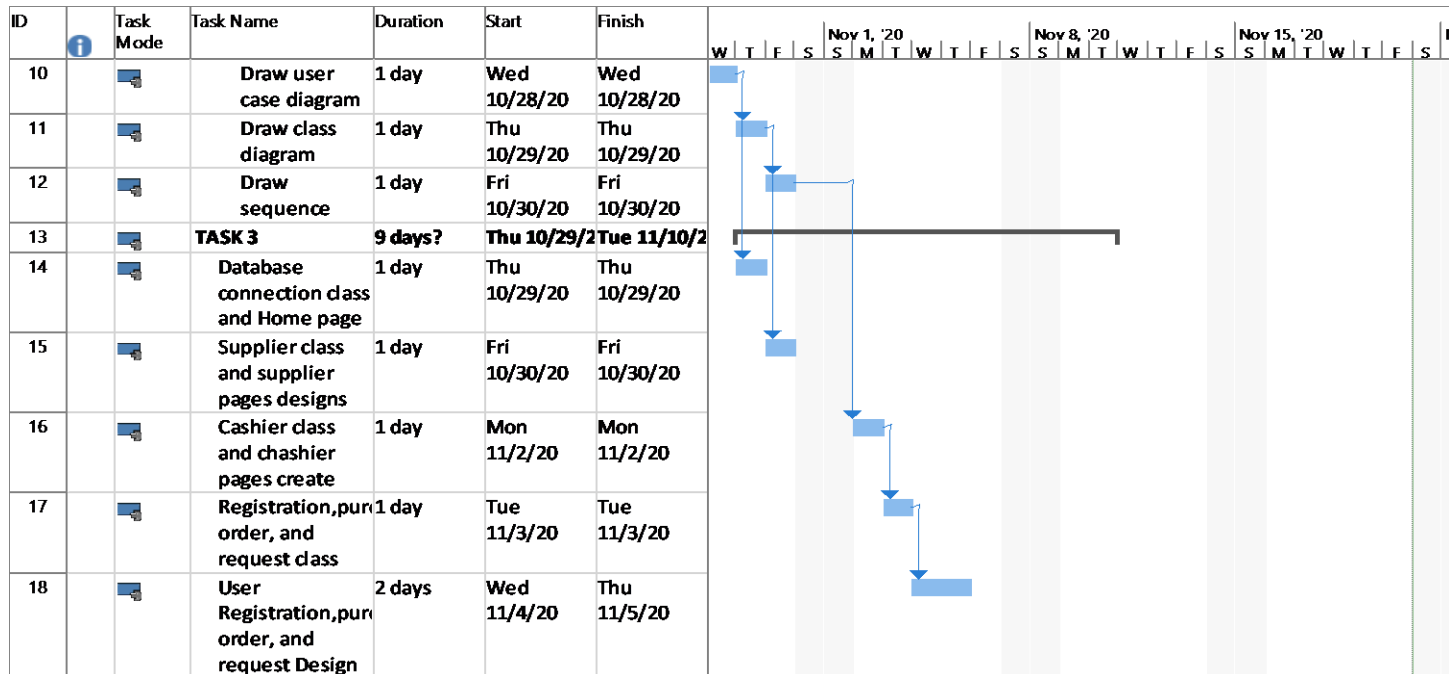 ID Task Mode Task Name Duration Start Finish
Nov 1, '20 Nov 8, '20 Nov 15, '20
W T F S S M T W T F S S M T W T F S S M T W T F S
10 Draw user 1 day Wed Wed
case diagram 10/28/20 10/28/20
11 Draw class 1 day Thu Thu
diagram 10/29/20 10/29/20
12 Draw 1 day Fri Fri
sequence 10/30/20 10/30/20
13 TASK 3 9 days? Thu 10/29/2 Tue 11/10/2
14 Database 1 day Thu Thu
connection class 10/29/20 10/29/20
and Home page
15 Supplier class 1 day Fri Fri
and supplier 10/30/20 10/30/20
pages designs
16 Cashier class 1 day Mon Mon
and chashier 11/2/20 11/2/20
pages create
17 Registration,pur 1 day Tue Tue
order, and 11/3/20 11/3/20
request class
18 User 2 days Wed Thu
Registration,pur 11/4/20 11/5/20
order, and
request Design